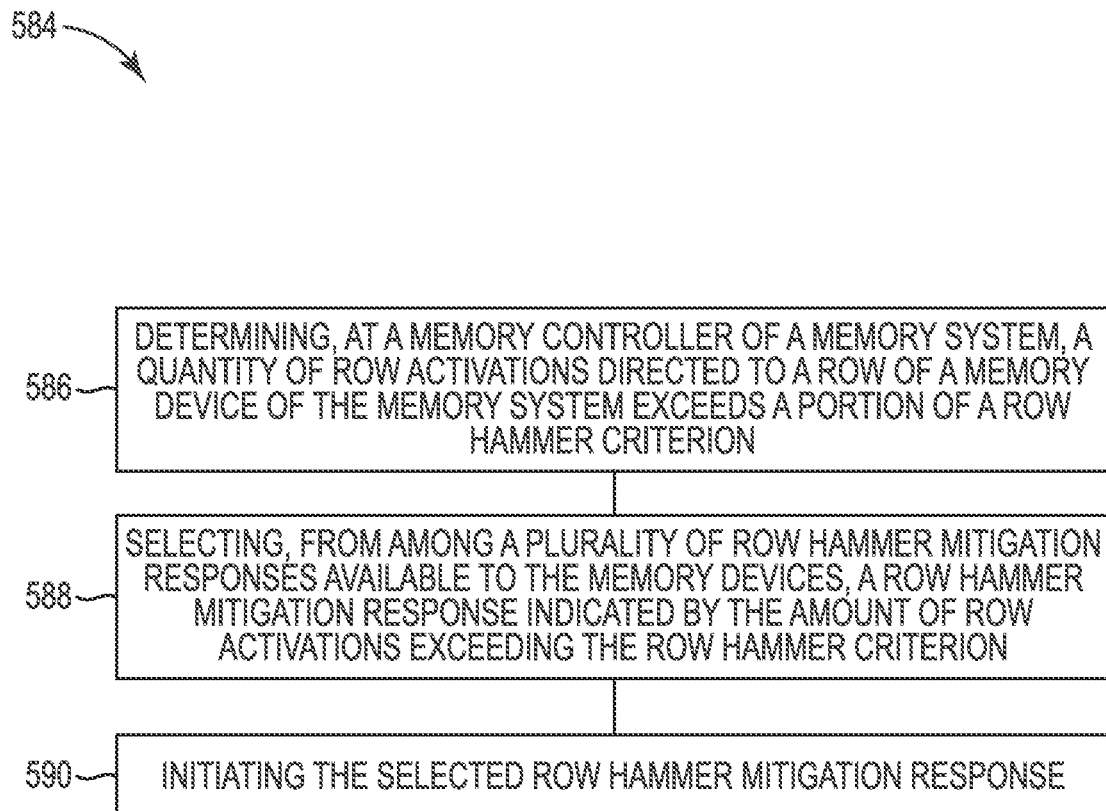 584
DETERMINING, AT A MEMORY CONTROLLER OF A MEMORY SYSTEM, A
QUANTITY OF ROW ACTIVATIONS DIRECTED TO A ROW OF A MEMORY
586
DEVICE OF THE MEMORY SYSTEM EXCEEDS A PORTION OF A ROW
HAMMER CRITERION
SELECTING, FROM AMONG A PLURALITY OF ROW HAMMER MITIGATION
RESPONSES AVAILABLE TO THE MEMORY DEVICES, A ROW HAMMER
588
MITIGATION RESPONSE INDICATED BY THE AMOUNT OF ROW
ACTIVATIONS EXCEEDING THE ROW HAMMER CRITERION
590
INITIATING THE SELECTED ROW HAMMER MITIGATION RESPONSE